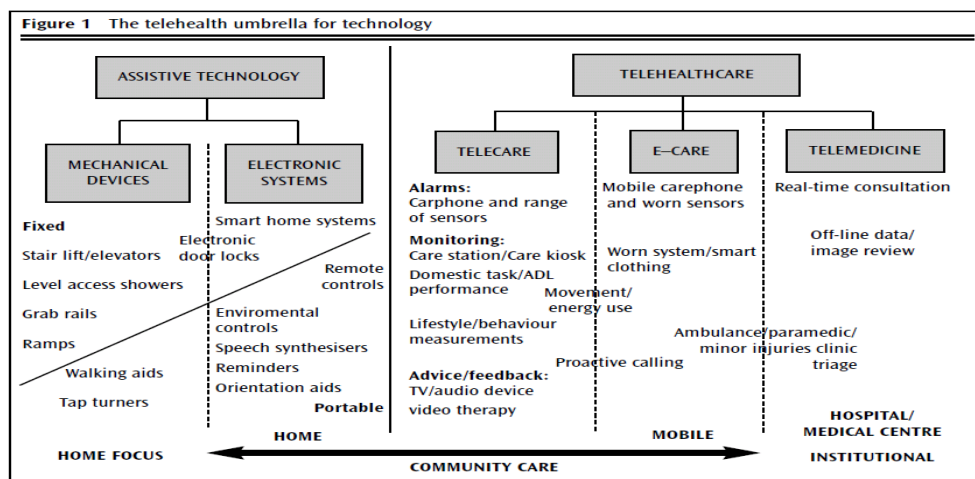 Figure 1 The telehealth umbrella for technology
ASSISTIVE TECHNOLOGY
TELEHEALTHCARE
MECHANICAL
DEVICES
ELECTRONIC
SYSTEMS
TELECARE
E–CARE
TELEMEDICINE
Fixed
Stair lift/elevators
Level access showers
Grab rails
Ramps
Walking aids
Tap turners
Smart home systems
Electronic
door locks
Remote
controls
Enviromental
controls
Speech synthesisers
Reminders
Orientation aids
Portable
Alarms:
Carphone and range
of sensors
Monitoring:
Care station/Care kiosk
Domestic task/ADL
performance
Lifestyle/behaviour
measurements
Advice/feedback:
TV/audio device
video therapy
Mobile carephone
and worn sensors
Worn system/smart
clothing
Movement/
energy use
Proactive calling
Real-time consultation
Off-line data/
image review
Ambulance/paramedic/
minor injuries clinic
triage
HOME
MOBILE
HOSPITAL/
MEDICAL CENTRE
HOME FOCUS
COMMUNITY CARE
INSTITUTIONAL